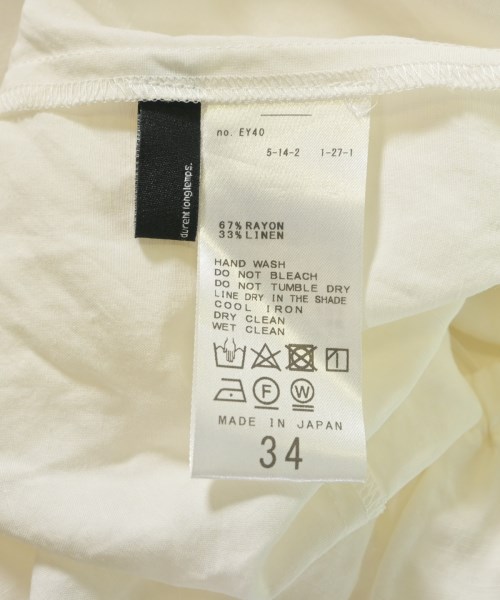 no. EY40
5-14-2 1-27-1
durent longtemps.
67% RAYON
33% LINEN
HAND WASH
DO NOT BLEACH
DO NOT TUMBLE DRY
LINE DRY IN THE SHADE
COOL IRON
DRY CLEAN
WET CLEAN
F W
MADE IN JAPAN
34